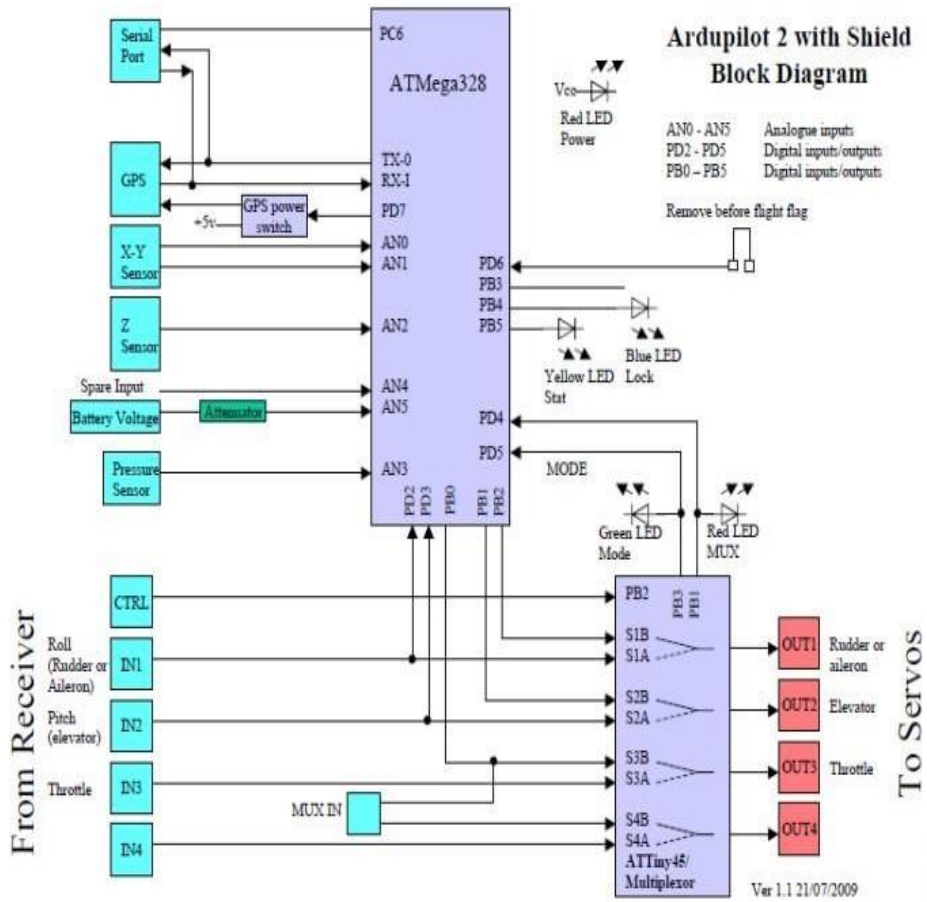 Ardupilot 2 with Shield
Block Diagram
AN0 - AN5 Analogue inputs
PD2 - PD5 Digital inputs/outputs
PB0 – PB5 Digital inputs/outputs
Remove before flight flag
Serial
Port
GPS
GPS power
switch
+5v
X-Y
Sensor
Z
Sensor
Spare Input
Battery Voltage
Attenuator
Pressure
Sensor
PC6
ATMega328
TX-0
RX-I
PD7
AN0
AN1
AN2
AN4
AN5
AN3
PD6
PB3
PB4
PB5
PD4
PD5
PD2
PD3
PB0
PB1
PB2
Vcc
Red LED
Power
Yellow LED
Stat
Blue LED
Lock
MODE
Green LED
Mode
Red LED
MUX
From Receiver
CTRL
Roll
(Rudder or
Aileron)
IN1
Pitch
(elevator)
IN2
Throttle
IN3
IN4
MUX IN
PB2
PB3
PB1
S1B
S1A
S2B
S2A
S3B
S3A
S4B
S4A
ATTiny45/
Multiplexor
OUT1
Rudder or
aileron
OUT2
Elevator
OUT3
Throttle
OUT4
To Servos
Ver 1.1 21/07/2009